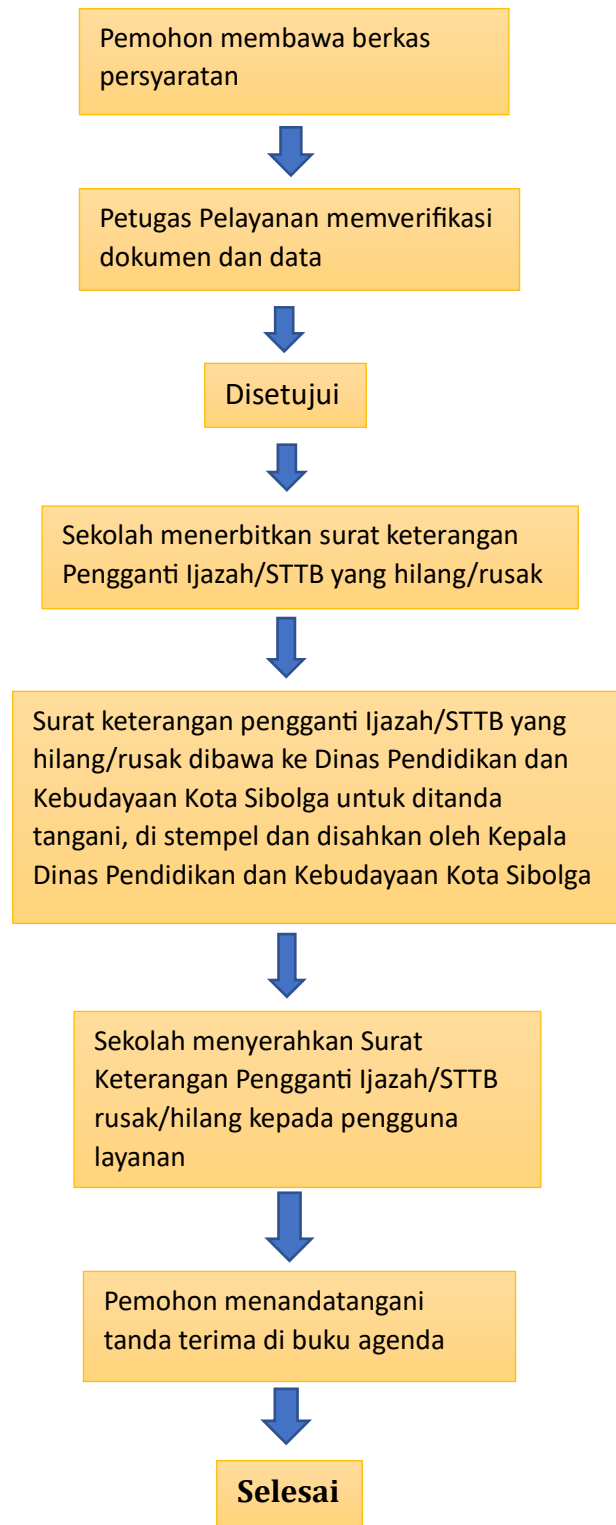 Pemohon membawa berkas
persyaratan
Petugas Pelayanan memverifikasi
dokumen dan data
Disetujui
Sekolah menerbitkan surat keterangan
Pengganti Ijazah/STTB yang hilang/rusak
Surat keterangan pengganti Ijazah/STTB yang
hilang/rusak dibawa ke Dinas Pendidikan dan
Kebudayaan Kota Sibolga untuk ditanda
tangani, di stempel dan disahkan oleh Kepala
Dinas Pendidikan dan Kebudayaan Kota Sibolga
Sekolah menyerahkan Surat
Keterangan Pengganti Ijazah/STTB
rusak/hilang kepada pengguna
layanan
Pemohon menandatangani
tanda terima di buku agenda
Selesai